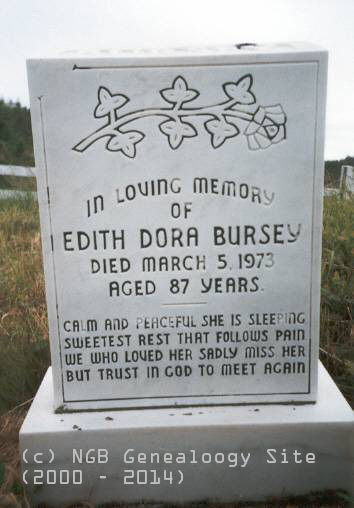 IN LOVING MEMORY
OF
EDITH DORA BURSEY
DIED MARCH 5, 1973
AGED 87 YEARS.
CALM AND PEACEFUL SHE IS SLEEPING
SWEETEST REST THAT FOLLOWS PAIN
WE WHO LOVED HER SADLY MISS HER
BUT TRUST IN GOD TO MEET AGAIN
(c) NGB Genealoogy Site
(2000 - 2014)